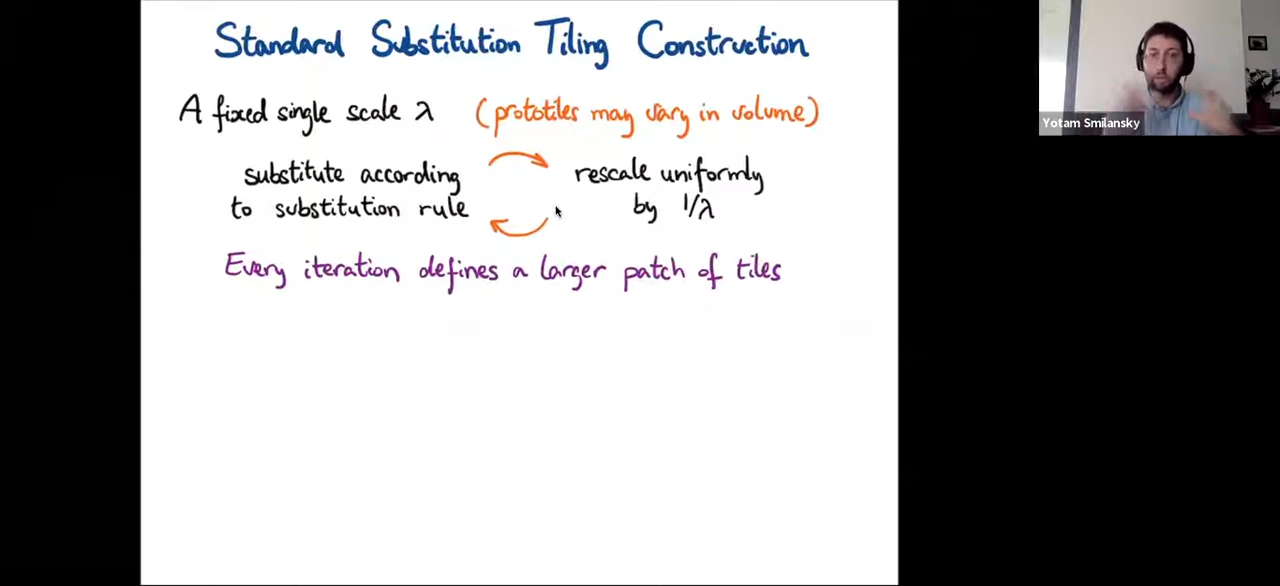 Standard Substitution Tiling Construction
A fixed single scale λ (prototiles may vary in volume)
substitute according
to substitution rule
rescale uniformly
by 1/λ
Every iteration defines a larger patch of tiles
Yotam Smilansky